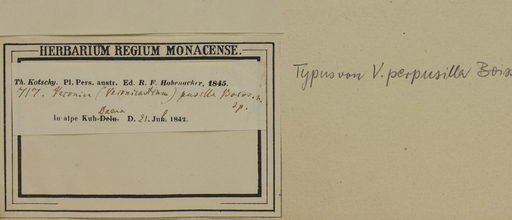 HERBARIUM REGIUM MONACENSE.
Th. Kotschy. Pl. Pers. austr. Ed. R. F. Hohenacker, 1845.
717. Veronica (Veronicastrum) pusilla Boiss. n.
sp.
Daena
In alpe Kuh-Delu. D. 21. Jul. 1842.
Typus von V. perpusilla Boiss